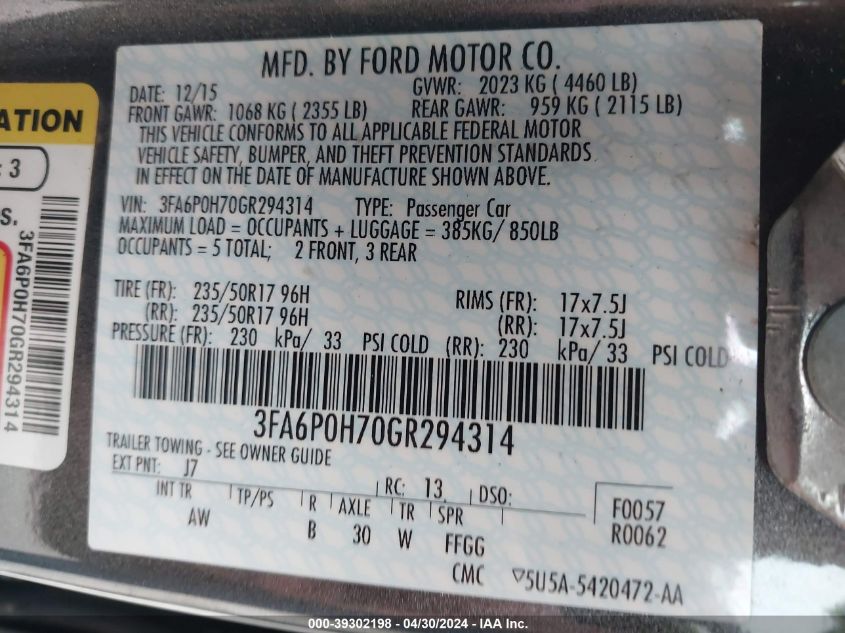 MFD. BY FORD MOTOR CO.
DATE: 12/15 GVWR: 2023 KG ( 4460 LB)
FRONT GAWR: 1068 KG ( 2355 LB) REAR GAWR: 959 KG ( 2115 LB)
THIS VEHICLE CONFORMS TO ALL APPLICABLE FEDERAL MOTOR
VEHICLE SAFETY, BUMPER, AND THEFT PREVENTION STANDARDS
IN EFFECT ON THE DATE OF MANUFACTURE SHOWN ABOVE.
VIN: 3FA6P0H70GR294314 TYPE: Passenger Car
MAXIMUM LOAD = OCCUPANTS + LUGGAGE = 385KG/ 850LB
OCCUPANTS = 5 TOTAL; 2 FRONT, 3 REAR
TIRE (FR): 235/50R17 96H RIMS (FR): 17x7.5J
(RR): 235/50R17 96H (RR): 17x7.5J
PRESSURE (FR): 230 kPa/ 33 PSI COLD (RR): 230 kPa/ 33 PSI COLD
3FA6P0H70GR294314
TRAILER TOWING - SEE OWNER GUIDE
EXT PNT: J7 RC: 13 DSO:
INT TR TP/PS R AXLE TR SPR
AW B 30 W FFGG
F0057
R0062
CMC 5U5A-5420472-AA
ATION
: 3
S.
3FA6P0H70GR294314
000-39302198 - 04/30/2024 - IAA Inc.